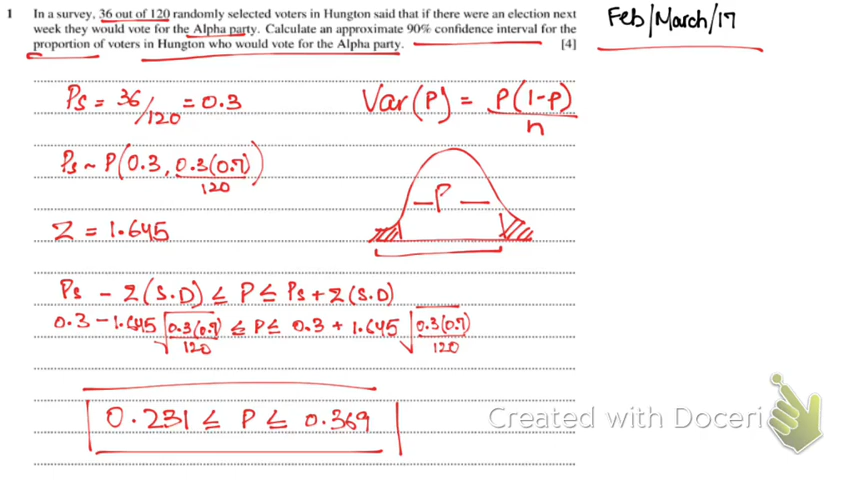 1 In a survey, 36 out of 120 randomly selected voters in Hungton said that if there were an election next
week they would vote for the Alpha party. Calculate an approximate 90% confidence interval for the
proportion of voters in Hungton who would vote for the Alpha party. [4]
Feb/March/17
Ps = 36/120 = 0.3
Var(P) = P(1-P)/n
Ps ~ P(0.3, 0.3(0.7)/120)
P
Z = 1.645
Ps - Z(S.D) ≤ P ≤ Ps + Z(S.D)
0.3 - 1.645 √0.3(0.7)/120 ≤ P ≤ 0.3 + 1.645 √0.3(0.7)/120
0.231 ≤ P ≤ 0.369
Created with Doceri